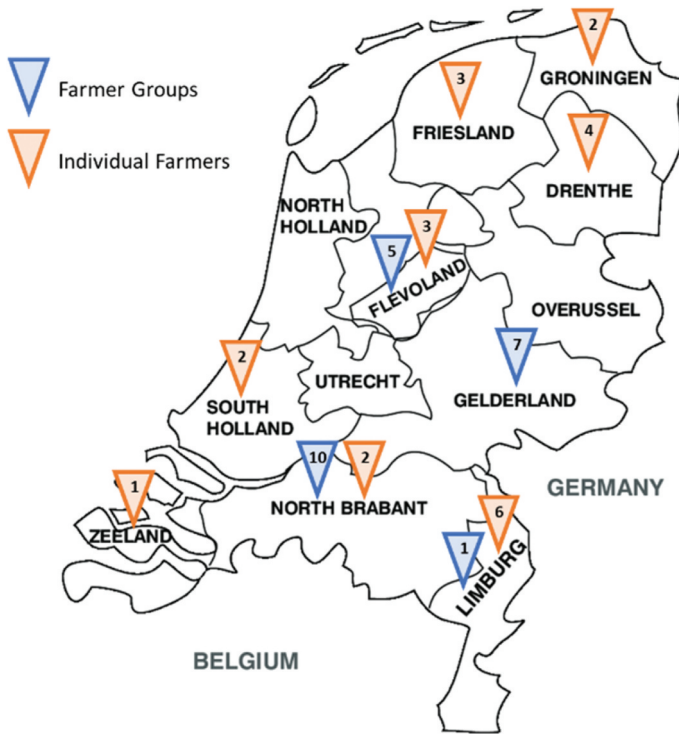 Farmer Groups
Individual Farmers
2
GRONINGEN
3
FRIESLAND
4
DRENTHE
NORTH
HOLLAND
3
5
FLEVOLAND
OVERUSSEL
7
GELDERLAND
2
SOUTH
HOLLAND
UTRECHT
10
2
NORTH BRABANT
GERMANY
1
ZEELAND
6
1
LIMBURG
BELGIUM